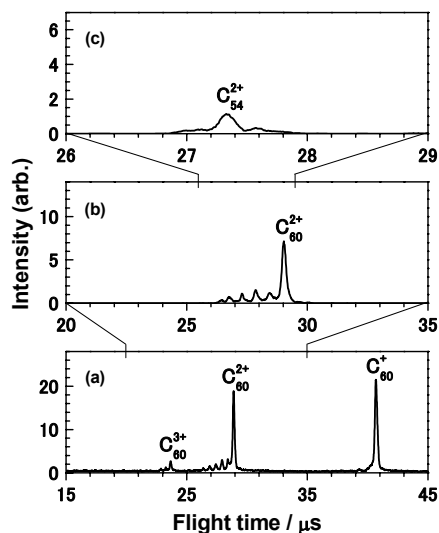 (c)
6
4
2
0
C54^2+
26 27 28 29
Intensity (arb.)
(b)
10
5
0
C60^2+
20 25 30 35
(a)
20
10
0
C60^3+
C60^2+
C60^+
15 25 35 45
Flight time / μs